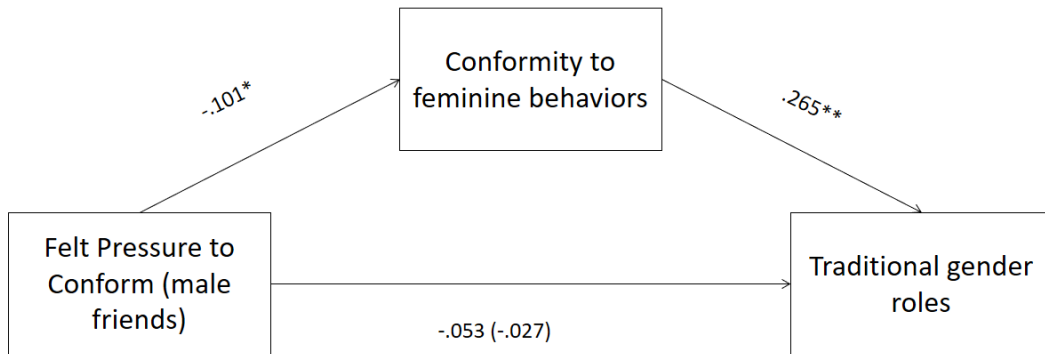 Conformity to
feminine behaviors
-.101*
.265**
Felt Pressure to
Conform (male
friends)
Traditional gender
roles
-.053 (-.027)